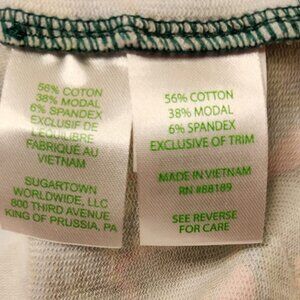 56% COTTON
38% MODAL
6% SPANDEX
EXCLUSIF DE
L'EQUILIBRE
FABRIQUE AU
VIETNAM
SUGARTOWN
WORLDWIDE, LLC
800 THIRD AVENUE
KING OF PRUSSIA, PA
56% COTTON
38% MODAL
6% SPANDEX
EXCLUSIVE OF TRIM
MADE IN VIETNAM
RN #88189
SEE REVERSE
FOR CARE